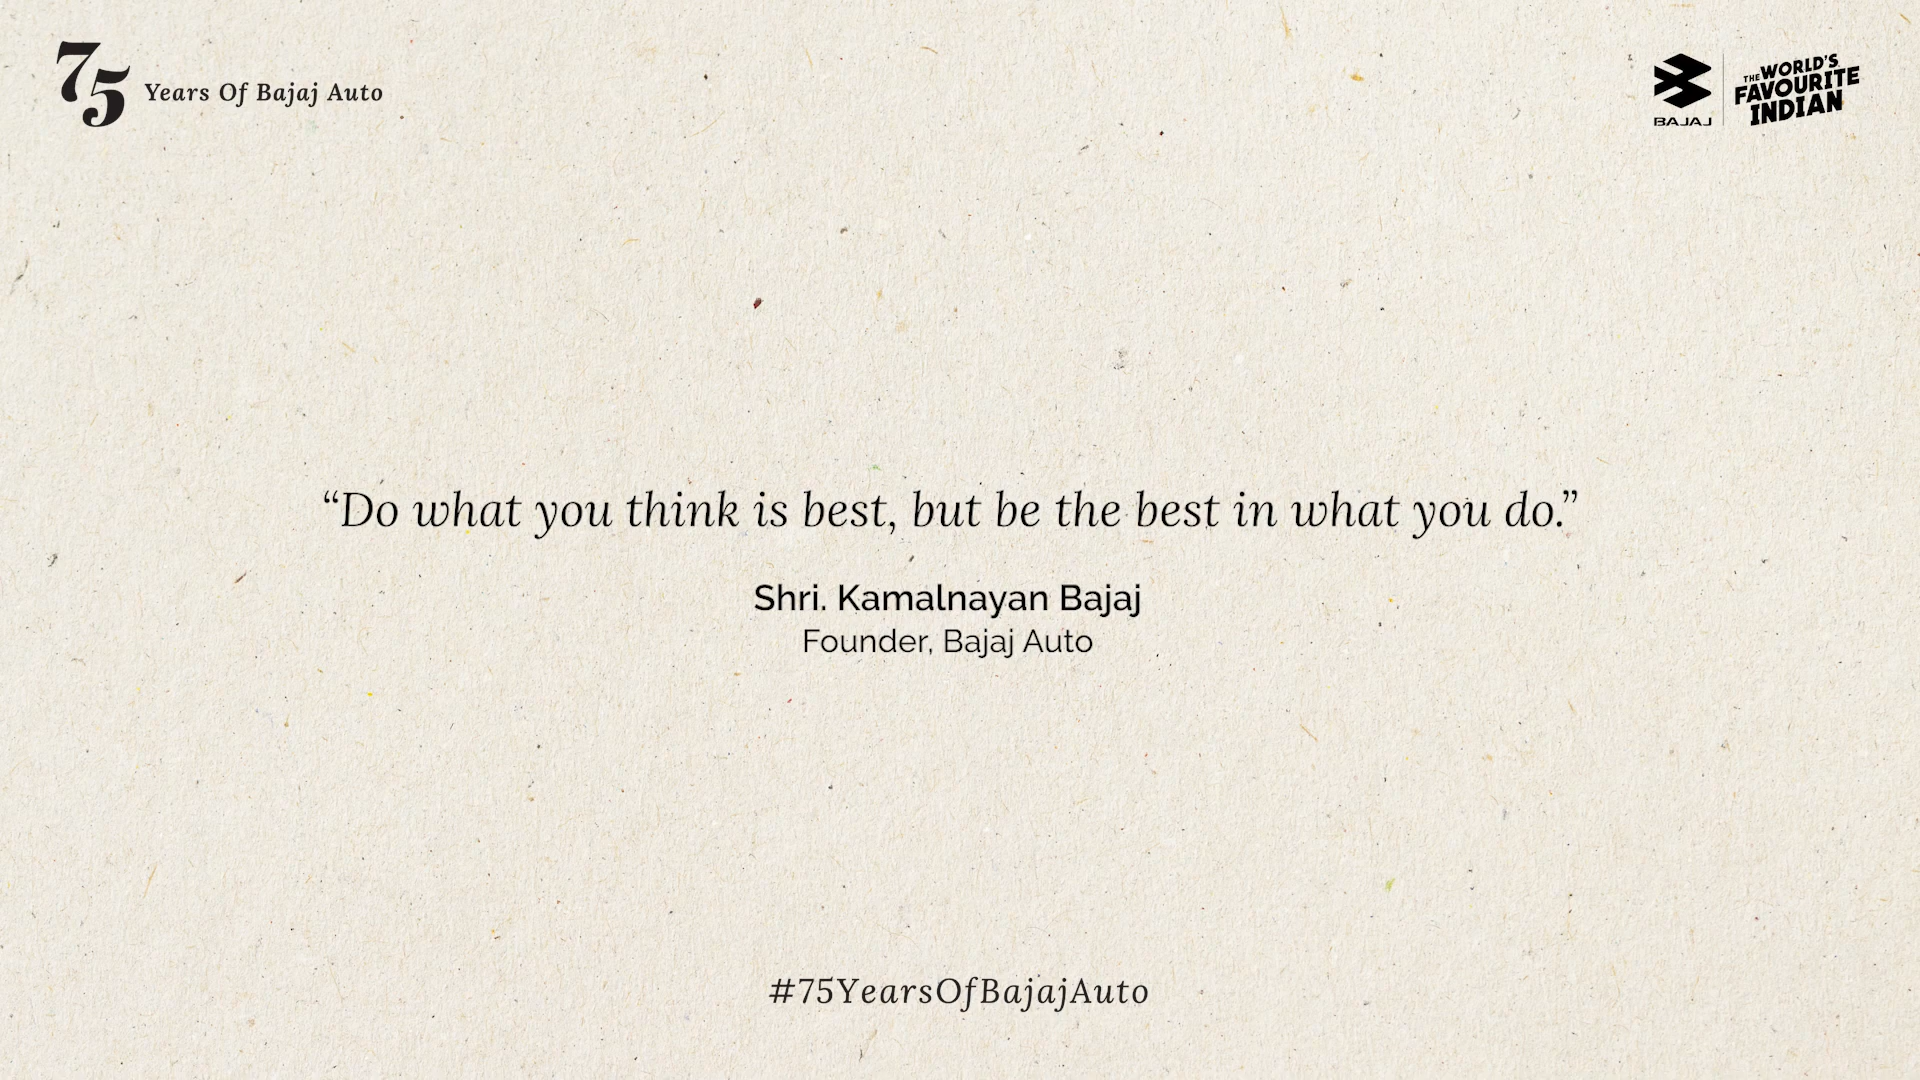 75 Years Of Bajaj Auto
BAJAJ
THE WORLD'S
FAVOURITE
INDIAN
“Do what you think is best, but be the best in what you do.”
Shri. Kamalnayan Bajaj
Founder, Bajaj Auto
#75YearsOfBajajAuto